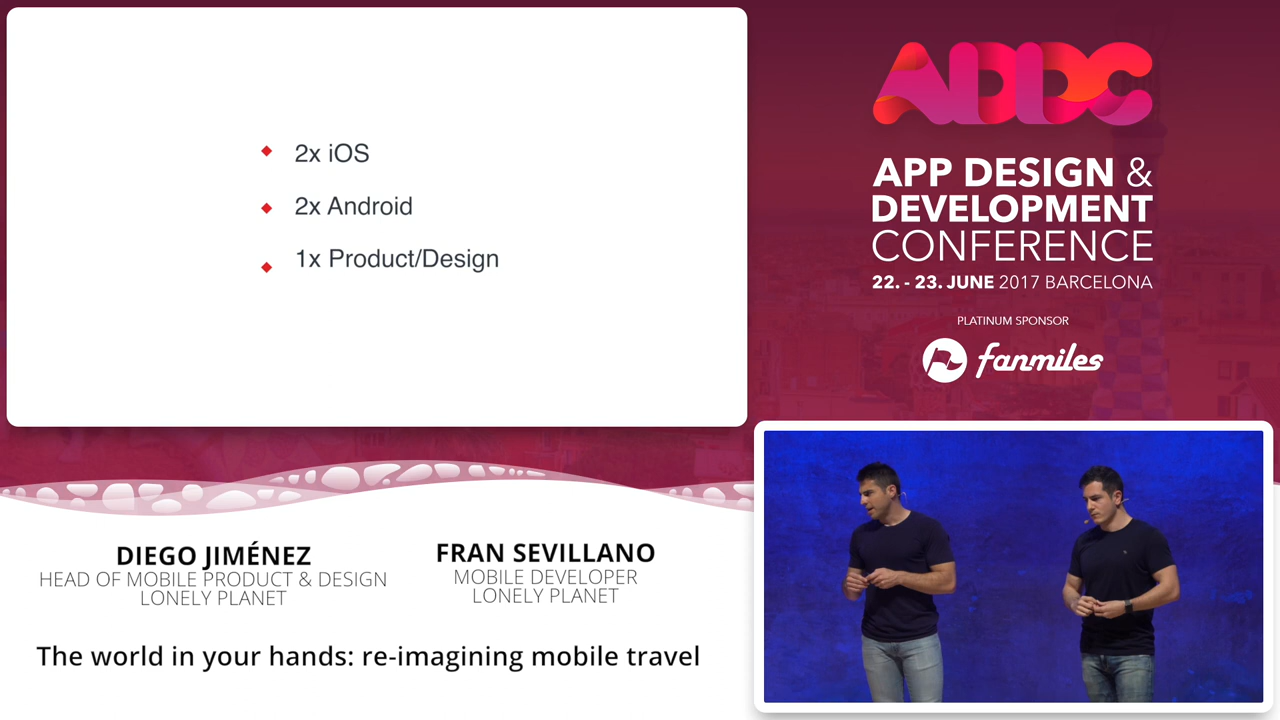 2x iOS
2x Android
1x Product/Design
ADDC
APP DESIGN &
DEVELOPMENT
CONFERENCE
22. - 23. JUNE 2017 BARCELONA
PLATINUM SPONSOR
fanmiles
DIEGO JIMÉNEZ
HEAD OF MOBILE PRODUCT & DESIGN
LONELY PLANET
FRAN SEVILLANO
MOBILE DEVELOPER
LONELY PLANET
The world in your hands: re-imagining mobile travel